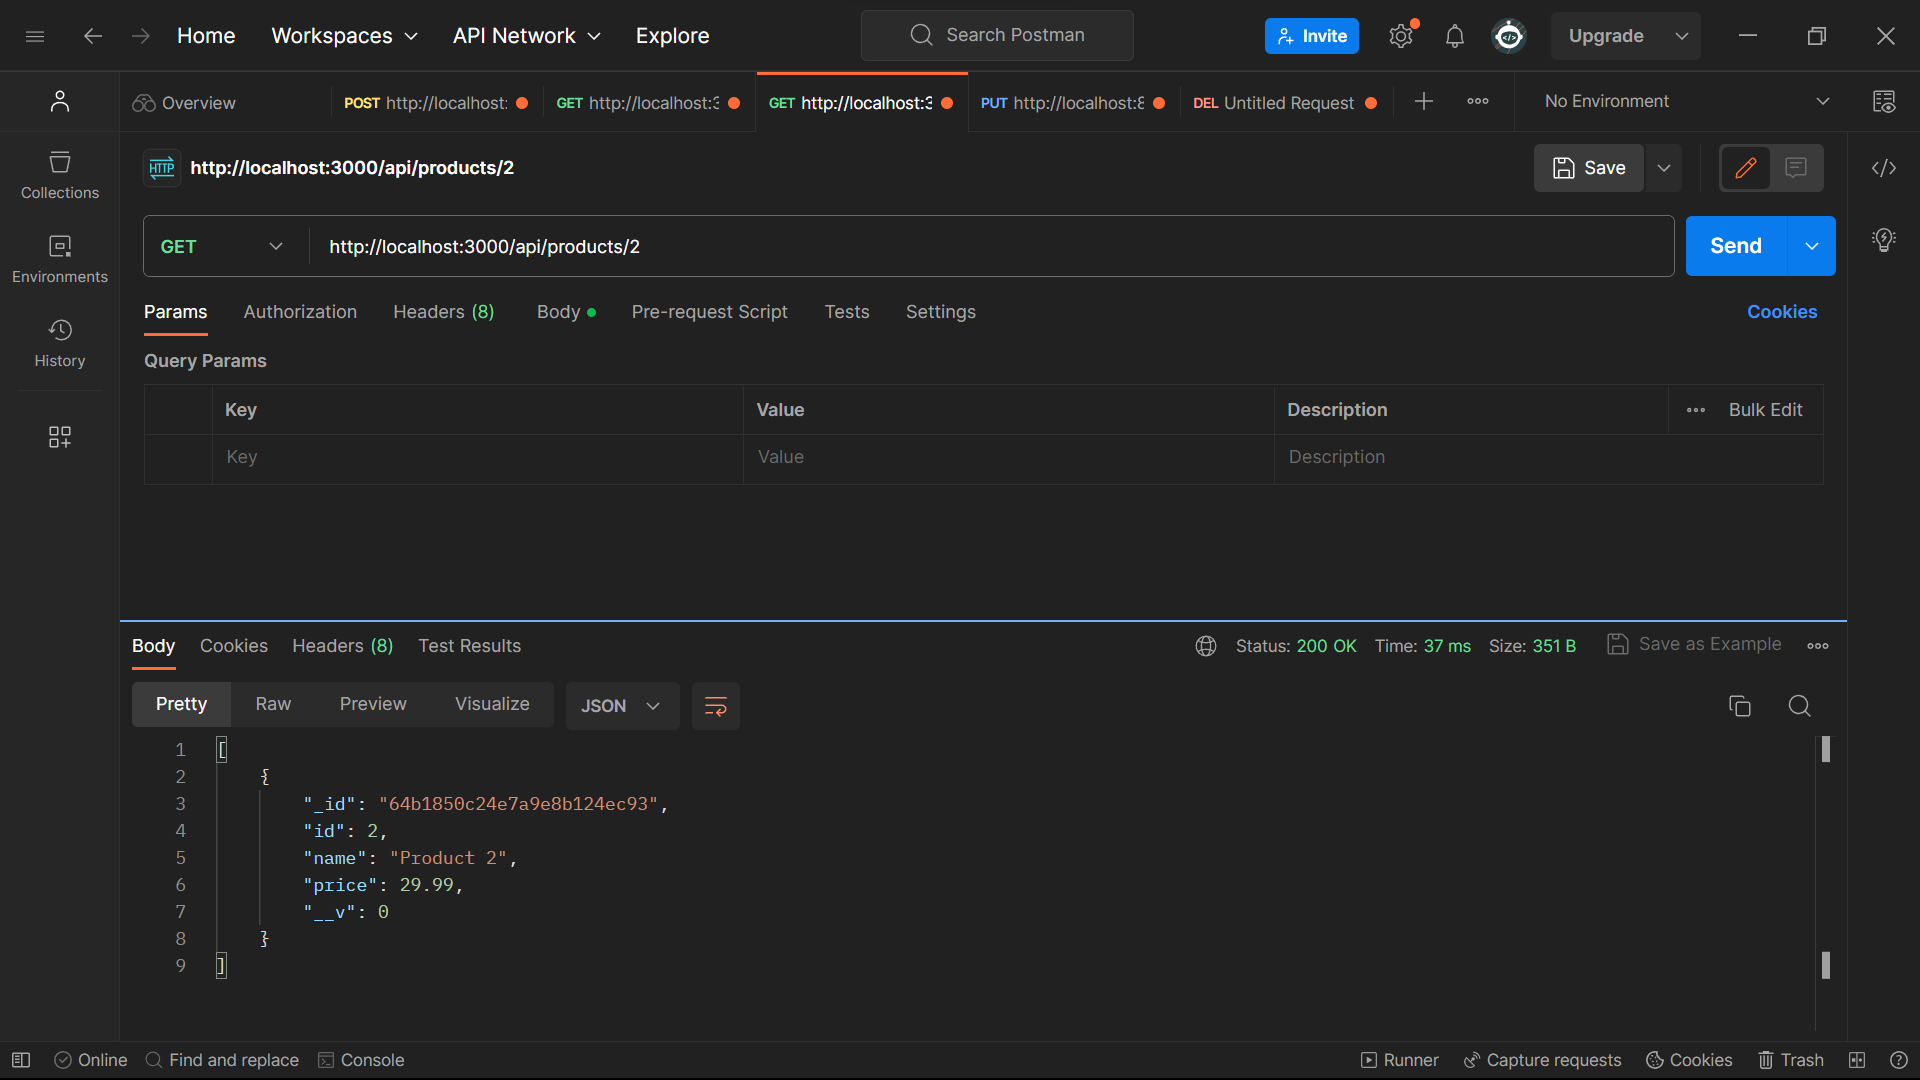 Home Workspaces API Network Explore Search Postman Invite Upgrade
Overview POST http://localhost: GET http://localhost:3 GET http://localhost:3 PUT http://localhost:8 DEL Untitled Request No Environment
HTTP http://localhost:3000/api/products/2 Save
Collections
GET http://localhost:3000/api/products/2 Send
Environments
Params Authorization Headers (8) Body Pre-request Script Tests Settings Cookies
History
Query Params
Key Value Description Bulk Edit
Key Value Description
Body Cookies Headers (8) Test Results Status: 200 OK Time: 37 ms Size: 351 B Save as Example
Pretty Raw Preview Visualize JSON
1 [
2 {
3 "_id": "64b1850c24e7a9e8b124ec93",
4 "id": 2,
5 "name": "Product 2",
6 "price": 29.99,
7 "__v": 0
8 }
9 ]
Online Find and replace Console Runner Capture requests Cookies Trash